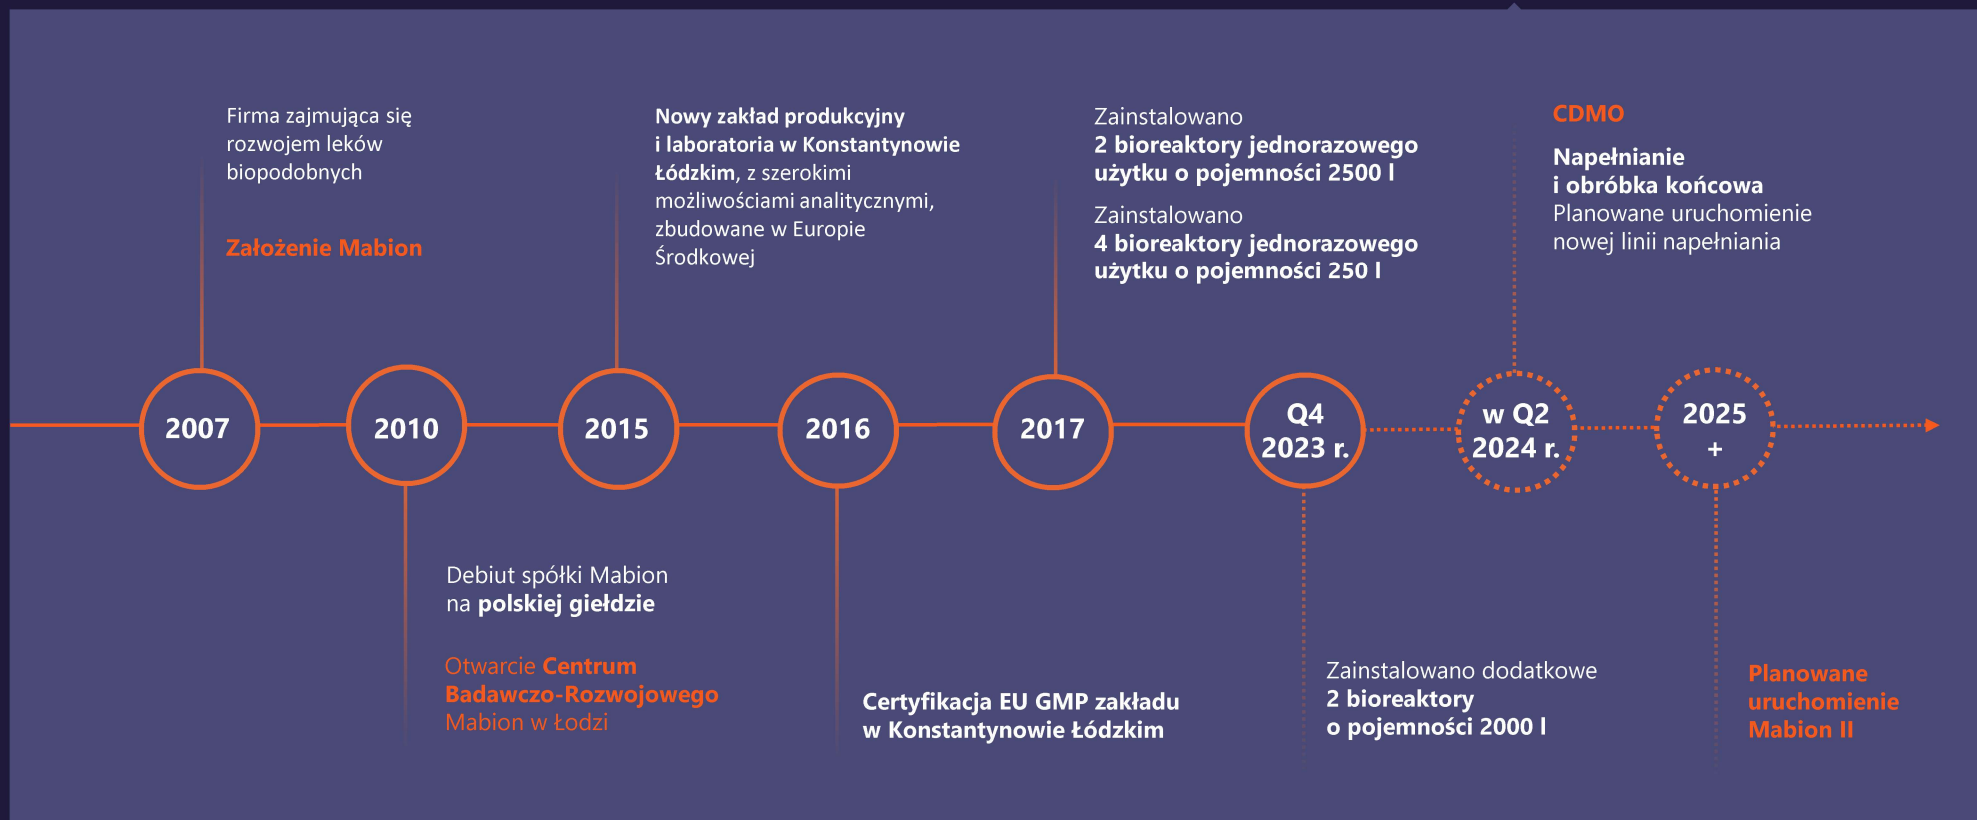 Firma zajmująca się
rozwojem leków
biopodobnych
Założenie Mabion
Nowy zakład produkcyjny
i laboratoria w Konstantynowie
Łódzkim, z szerokimi
możliwościami analitycznymi,
zbudowane w Europie
Środkowej
Zainstalowano
2 bioreaktory jednorazowego
użytku o pojemności 2500 l
Zainstalowano
4 bioreaktory jednorazowego
użytku o pojemności 250 l
CDMO
Napełnianie
i obróbka końcowa
Planowane uruchomienie
nowej linii napełniania
2007
2010
2015
2016
2017
Q4
2023 r.
w Q2
2024 r.
2025
+
Debiut spółki Mabion
na polskiej giełdzie
Otwarcie Centrum
Badawczo-Rozwojowego
Mabion w Łodzi
Certyfikacja EU GMP zakładu
w Konstantynowie Łódzkim
Zainstalowano dodatkowe
2 bioreaktory
o pojemności 2000 l
Planowane
uruchomienie
Mabion II